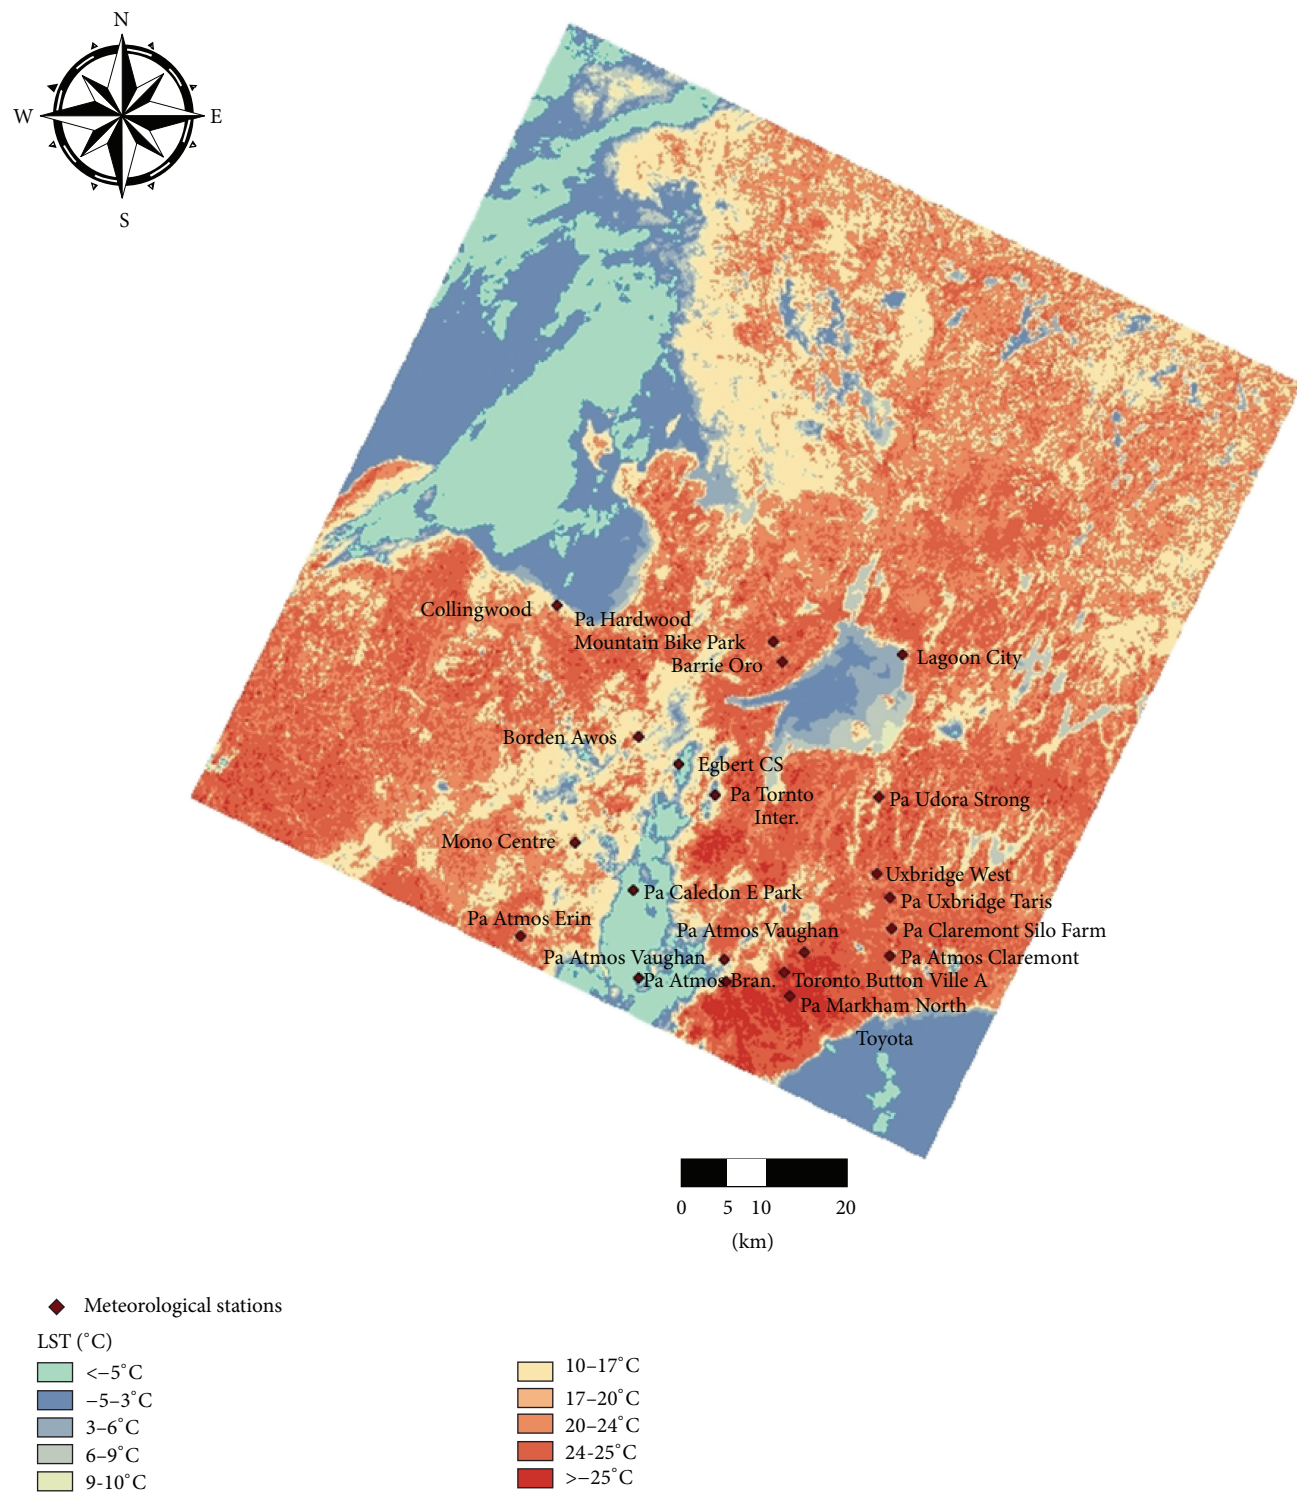 N
W
E
S
Collingwood
Pa Hardwood
Mountain Bike Park
Barrie Oro
Lagoon City
Borden Awos
Egbert CS
Pa Tornto
Inter.
Pa Udora Strong
Mono Centre
Uxbridge West
Pa Caledon E Park
Pa Uxbridge Taris
Pa Atmos Erin
Pa Atmos Vaughan
Pa Claremont Silo Farm
Pa Atmos Vaughan
Pa Atmos Claremont
Pa Atmos Bran.
Toronto Button Ville A
Pa Markham North
Toyota
0 5 10 20
(km)
Meteorological stations
LST (˚C)
<−5˚C
−5–3˚C
3–6˚C
6–9˚C
9-10˚C
10–17˚C
17–20˚C
20–24˚C
24-25˚C
>−25˚C